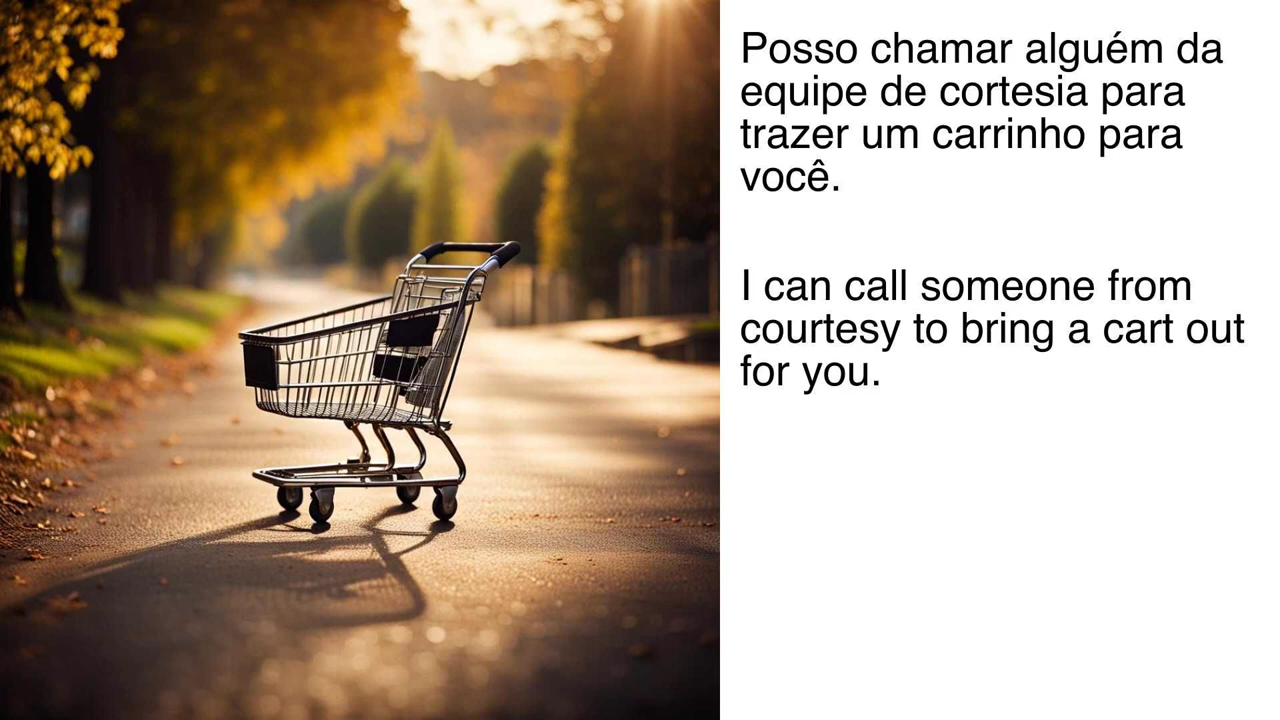 Posso chamar alguém da
equipe de cortesia para
trazer um carrinho para
você.
I can call someone from
courtesy to bring a cart out
for you.